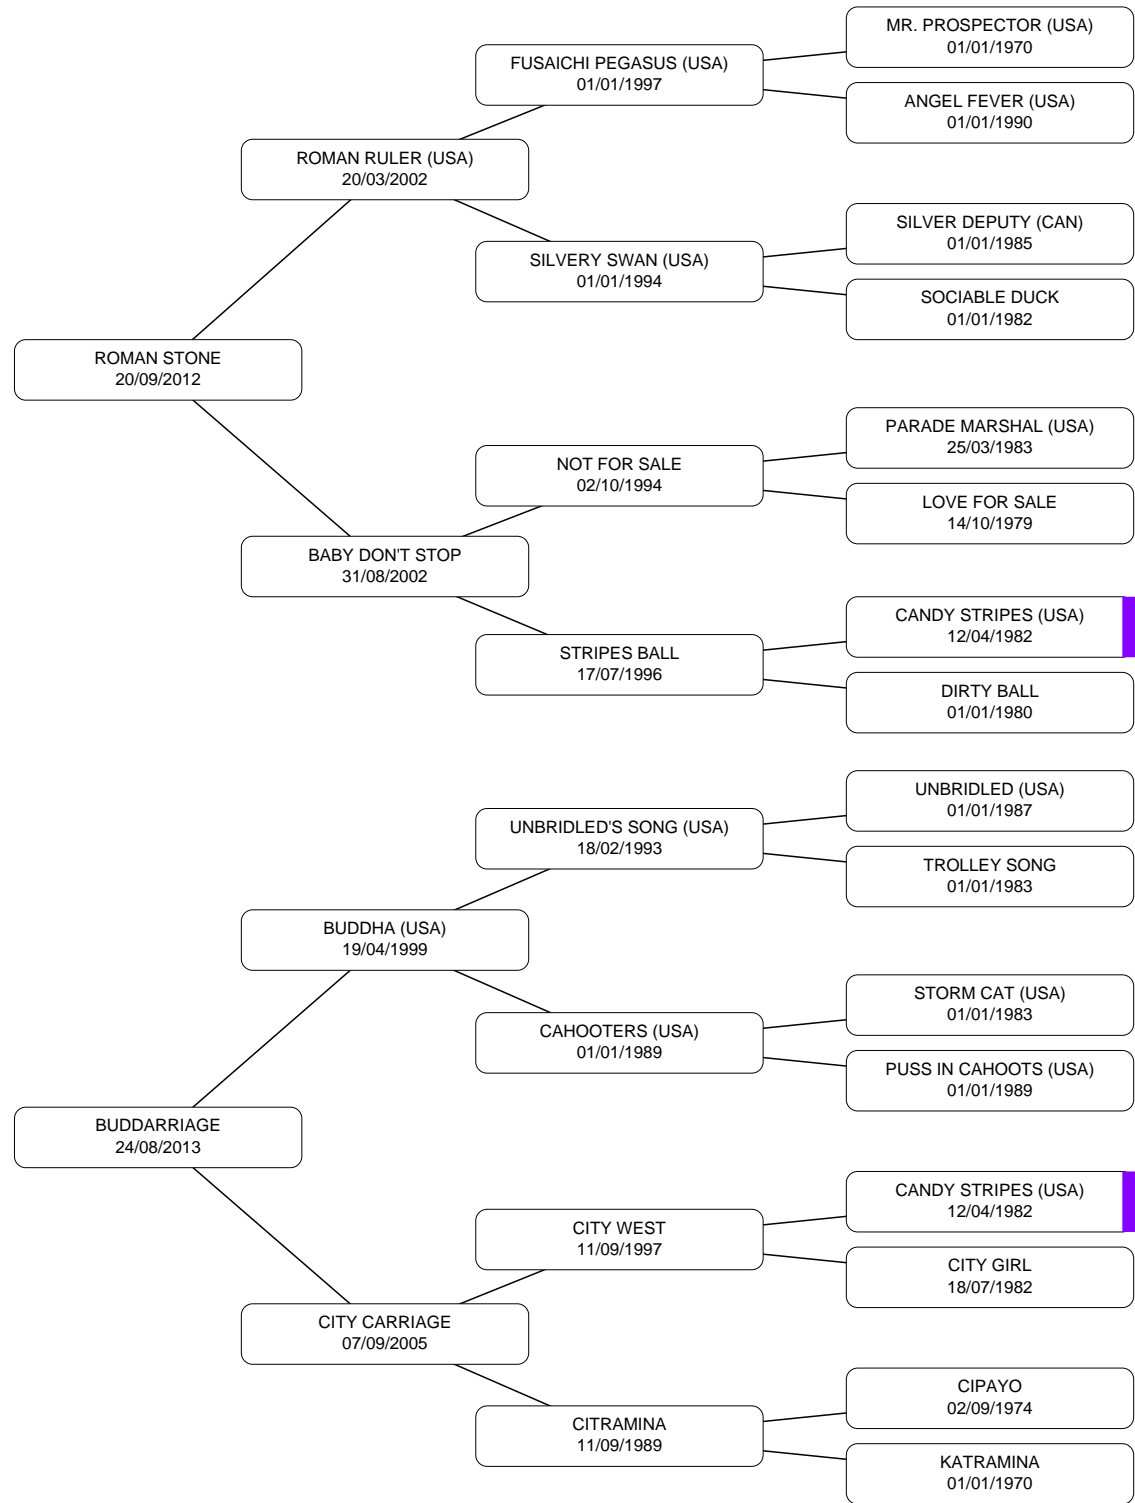 MR. PROSPECTOR (USA)
01/01/1970
FUSAICHI PEGASUS (USA)
01/01/1997
ANGEL FEVER (USA)
01/01/1990
ROMAN RULER (USA)
20/03/2002
SILVER DEPUTY (CAN)
01/01/1985
SILVERY SWAN (USA)
01/01/1994
SOCIABLE DUCK
01/01/1982
ROMAN STONE
20/09/2012
PARADE MARSHAL (USA)
25/03/1983
NOT FOR SALE
02/10/1994
LOVE FOR SALE
14/10/1979
BABY DON'T STOP
31/08/2002
CANDY STRIPES (USA)
12/04/1982
STRIPES BALL
17/07/1996
DIRTY BALL
01/01/1980
UNBRIDLED (USA)
01/01/1987
UNBRIDLED'S SONG (USA)
18/02/1993
TROLLEY SONG
01/01/1983
BUDDHA (USA)
19/04/1999
STORM CAT (USA)
01/01/1983
CAHOOTERS (USA)
01/01/1989
PUSS IN CAHOOTS (USA)
01/01/1989
BUDDARRIAGE
24/08/2013
CANDY STRIPES (USA)
12/04/1982
CITY WEST
11/09/1997
CITY GIRL
18/07/1982
CITY CARRIAGE
07/09/2005
CIPAYO
02/09/1974
CITRAMINA
11/09/1989
KATRAMINA
01/01/1970